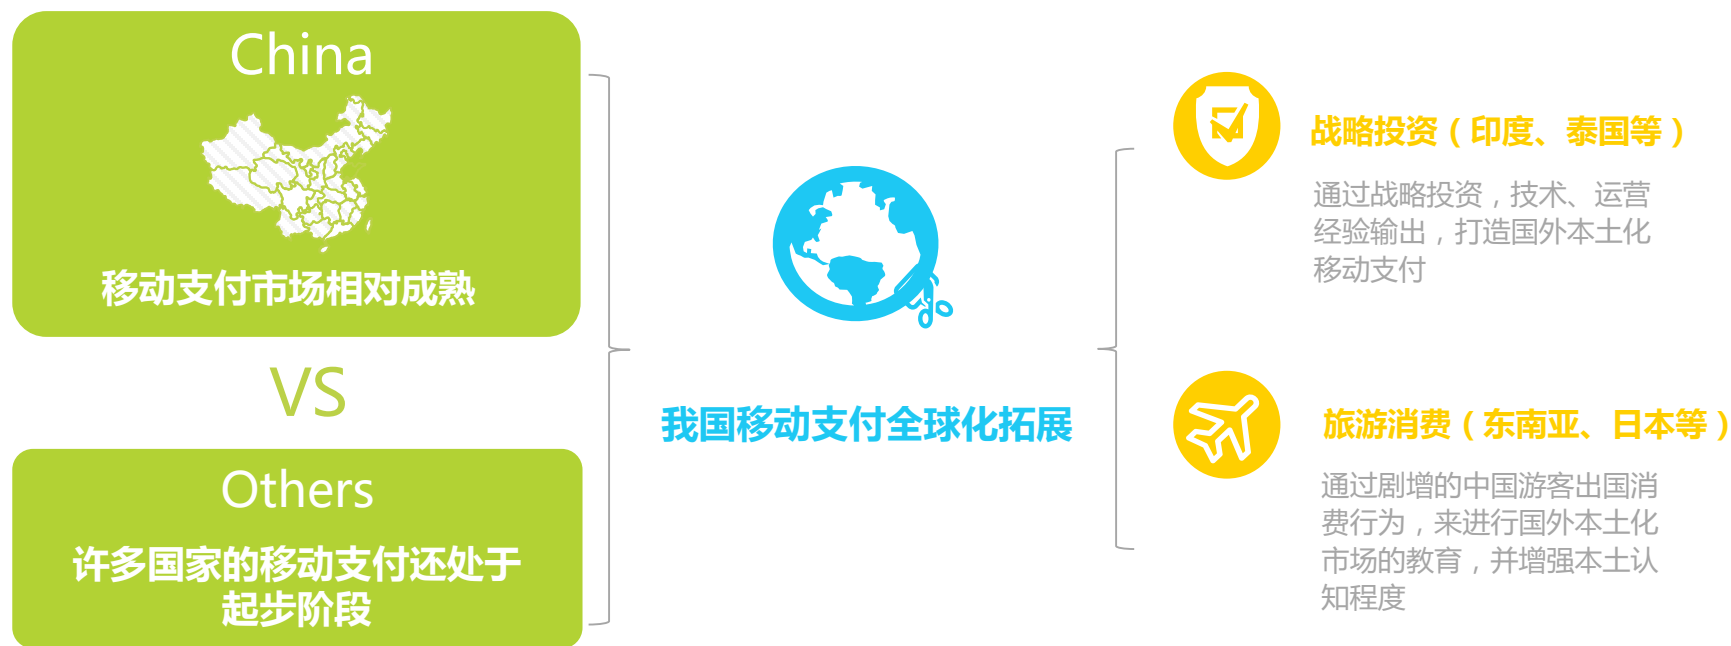 China
移动支付市场相对成熟
VS
Others
许多国家的移动支付还处于
起步阶段
我国移动支付全球化拓展
战略投资（印度、泰国等）
通过战略投资，技术、运营
经验输出，打造国外本土化
移动支付
旅游消费（东南亚、日本等）
通过剧增的中国游客出国消
费行为，来进行国外本土化
市场的教育，并增强本土认
知程度